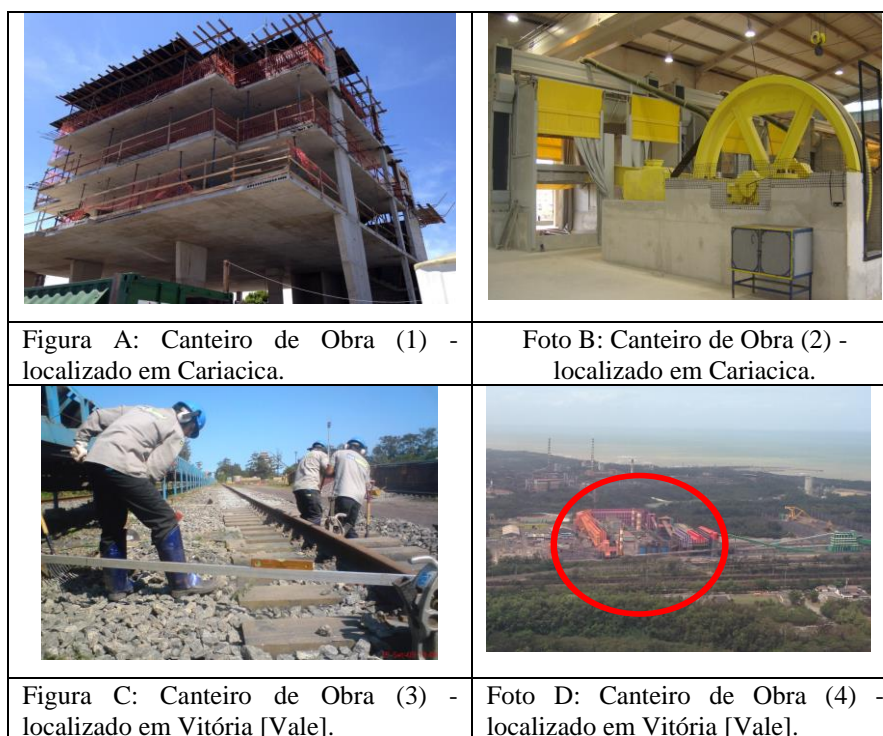 Figura A: Canteiro de Obra (1) -
localizado em Cariacica.
Foto B: Canteiro de Obra (2) -
localizado em Cariacica.
Figura C: Canteiro de Obra (3) -
localizado em Vitória [Vale].
Foto D: Canteiro de Obra (4) -
localizado em Vitória [Vale].